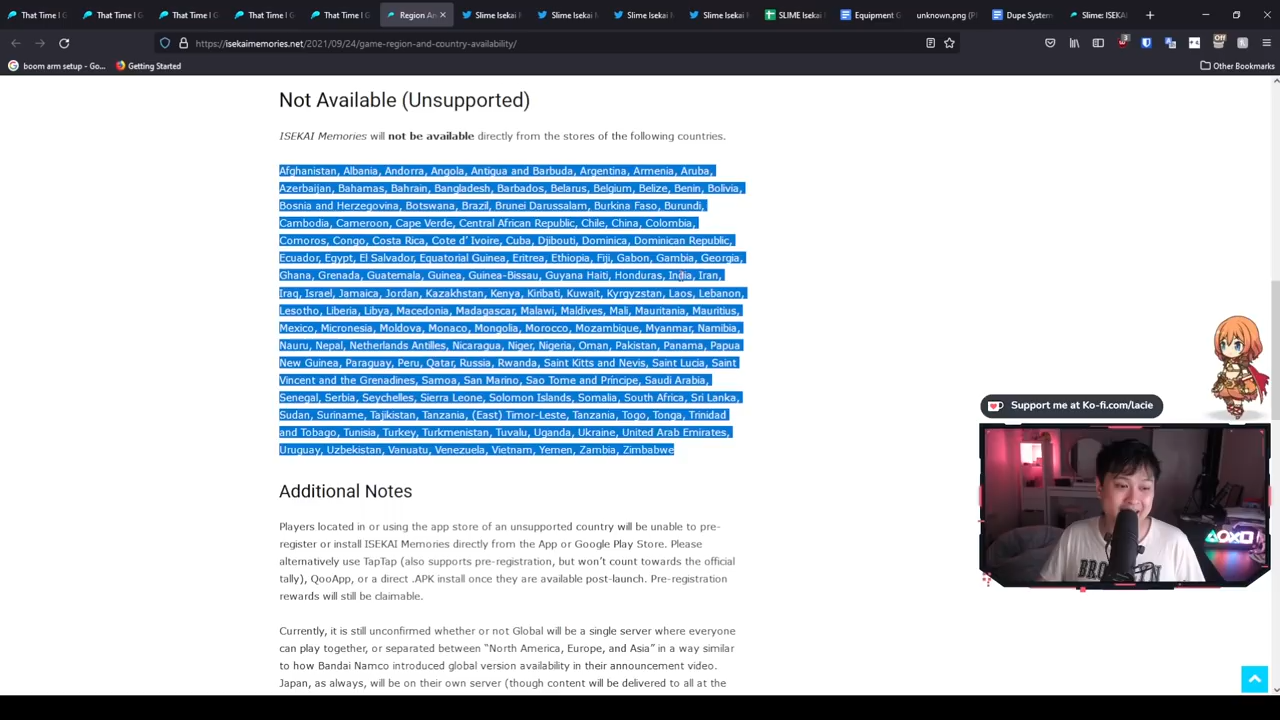 That Time I G
That Time I G
That Time I G
That Time I G
That Time I G
Region An
Slime Isekai M
Slime Isekai M
Slime Isekai M
Slime Isekai M
SLIME Isekai
Equipment G
unknown.png (P
Dupe System
Slime: ISEKAI
https://isekaimemories.net/2021/09/24/game-region-and-country-availability/
3
Off
boom arm setup - Go...
Getting Started
Other Bookmarks
Not Available (Unsupported)
ISEKAI Memories will not be available directly from the stores of the following countries.
Afghanistan, Albania, Andorra, Angola, Antigua and Barbuda, Argentina, Armenia, Aruba,
Azerbaijan, Bahamas, Bahrain, Bangladesh, Barbados, Belarus, Belgium, Belize, Benin, Bolivia,
Bosnia and Herzegovina, Botswana, Brazil, Brunei Darussalam, Burkina Faso, Burundi,
Cambodia, Cameroon, Cape Verde, Central African Republic, Chile, China, Colombia,
Comoros, Congo, Costa Rica, Cote d' Ivoire, Cuba, Djibouti, Dominica, Dominican Republic,
Ecuador, Egypt, El Salvador, Equatorial Guinea, Eritrea, Ethiopia, Fiji, Gabon, Gambia, Georgia,
Ghana, Grenada, Guatemala, Guinea, Guinea-Bissau, Guyana Haiti, Honduras, India, Iran,
Iraq, Israel, Jamaica, Jordan, Kazakhstan, Kenya, Kiribati, Kuwait, Kyrgyzstan, Laos, Lebanon,
Lesotho, Liberia, Libya, Macedonia, Madagascar, Malawi, Maldives, Mali, Mauritania, Mauritius,
Mexico, Micronesia, Moldova, Monaco, Mongolia, Morocco, Mozambique, Myanmar, Namibia,
Nauru, Nepal, Netherlands Antilles, Nicaragua, Niger, Nigeria, Oman, Pakistan, Panama, Papua
New Guinea, Paraguay, Peru, Qatar, Russia, Rwanda, Saint Kitts and Nevis, Saint Lucia, Saint
Vincent and the Grenadines, Samoa, San Marino, Sao Tome and Príncipe, Saudi Arabia,
Senegal, Serbia, Seychelles, Sierra Leone, Solomon Islands, Somalia, South Africa, Sri Lanka,
Sudan, Suriname, Tajikistan, Tanzania, (East) Timor-Leste, Tanzania, Togo, Tonga, Trinidad
and Tobago, Tunisia, Turkey, Turkmenistan, Tuvalu, Uganda, Ukraine, United Arab Emirates,
Uruguay, Uzbekistan, Vanuatu, Venezuela, Vietnam, Yemen, Zambia, Zimbabwe
Additional Notes
Players located in or using the app store of an unsupported country will be unable to pre-
register or install ISEKAI Memories directly from the App or Google Play Store. Please
alternatively use TapTap (also supports pre-registration, but won't count towards the official
tally), QooApp, or a direct .APK install once they are available post-launch. Pre-registration
rewards will still be claimable.
Currently, it is still unconfirmed whether or not Global will be a single server where everyone
can play together, or separated between “North America, Europe, and Asia” in a way similar
to how Bandai Namco introduced global version availability in their announcement video.
Japan, as always, will be on their own server (though content will be delivered to all at the
Support me at Ko-fi.com/lacie